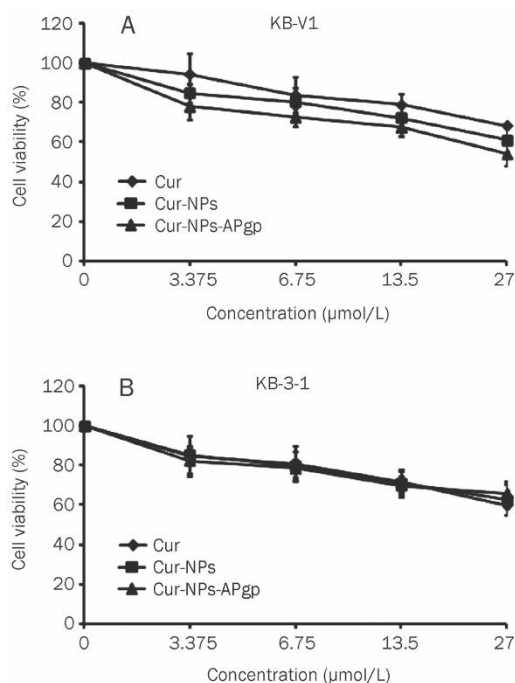 A
KB-V1
Cell viability (%)
120
100
80
60
40
20
0
Cur
Cur-NPs
Cur-NPs-APgp
0 3.375 6.75 13.5 27
Concentration (µmol/L)
B
KB-3-1
Cell viability (%)
120
100
80
60
40
20
0
Cur
Cur-NPs
Cur-NPs-APgp
0 3.375 6.75 13.5 27
Concentration (µmol/L)